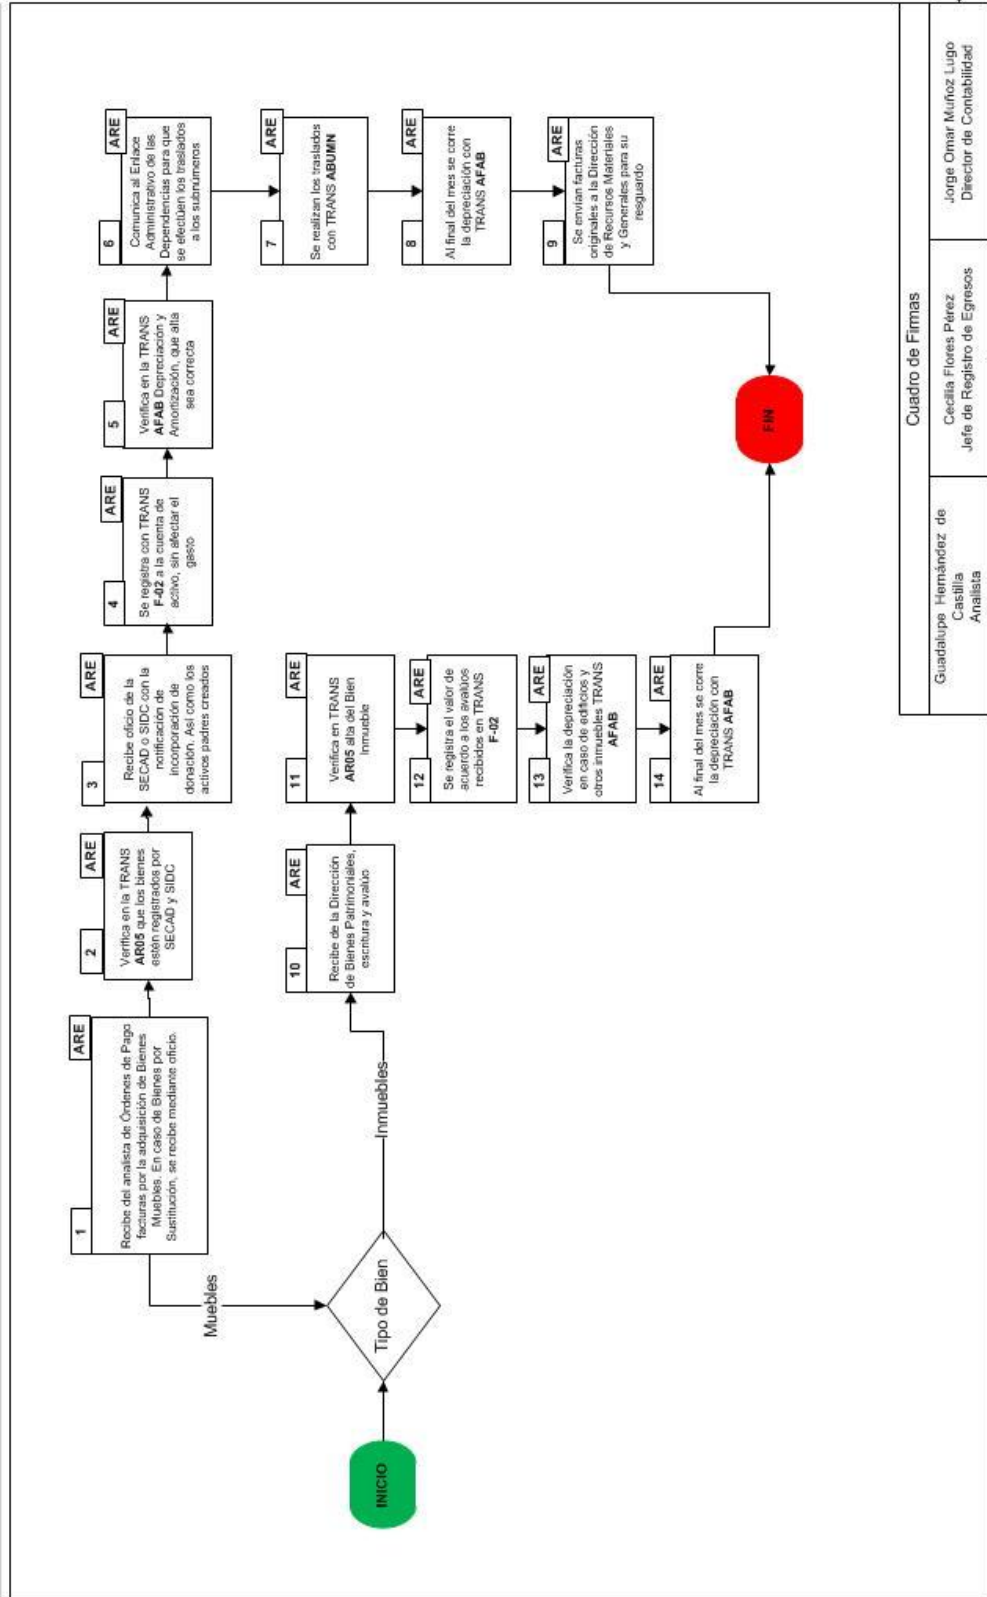 INICIO
Tipo de Bien
Muebles
1
ARE
Recibe del analista de Órdenes de Pago
facturas por la adquisición de Bienes
Muebles. En caso de Bienes por
Sustitución, se recibe mediante oficio.
2
ARE
Verifica en la TRANS
AR05 que los bienes
estén registrados por
SECAD y SIDC
3
ARE
Recibe oficio de la
SECAD o SIDC con la
notificación de
incorporación de
donación. Así como los
activos padres creados
4
ARE
Se registra con TRANS
F-02 a la cuenta de
activo, sin afectar el
gasto
5
ARE
Verifica en la TRANS
AFAB Depreciación y
Amortización, que alta
sea correcta
6
ARE
Comunica al Enlace
Administrativo de las
Dependencias para que
se efectúen los traslados
a los subnumeros
7
ARE
Se realizan los traslados
con TRANS ABUMN
8
ARE
Al final del mes se corre
la depreciación con
TRANS AFAB
9
ARE
Se envían facturas
originales a la Dirección
de Recursos Materiales
y Generales para su
resguardo
Inmuebles
10
ARE
Recibe de la Dirección
de Bienes Patrimoniales,
escritura y avalúo
11
ARE
Verifica en TRANS
AR05 alta del Bien
Inmueble
12
ARE
Se registra el valor de
acuerdo a los avalúos
recibidos en TRANS
F-02
13
ARE
Verifica la depreciación
en caso de edificios y
otros inmuebles TRANS
AFAB
14
ARE
Al final del mes se corre
la depreciación con
TRANS AFAB
FIN
Cuadro de Firmas
Guadalupe Hernández de
Castilla
Analista
Cecilia Flores Pérez
Jefe de Registro de Egresos
Jorge Omar Muñoz Lugo
Director de Contabilidad